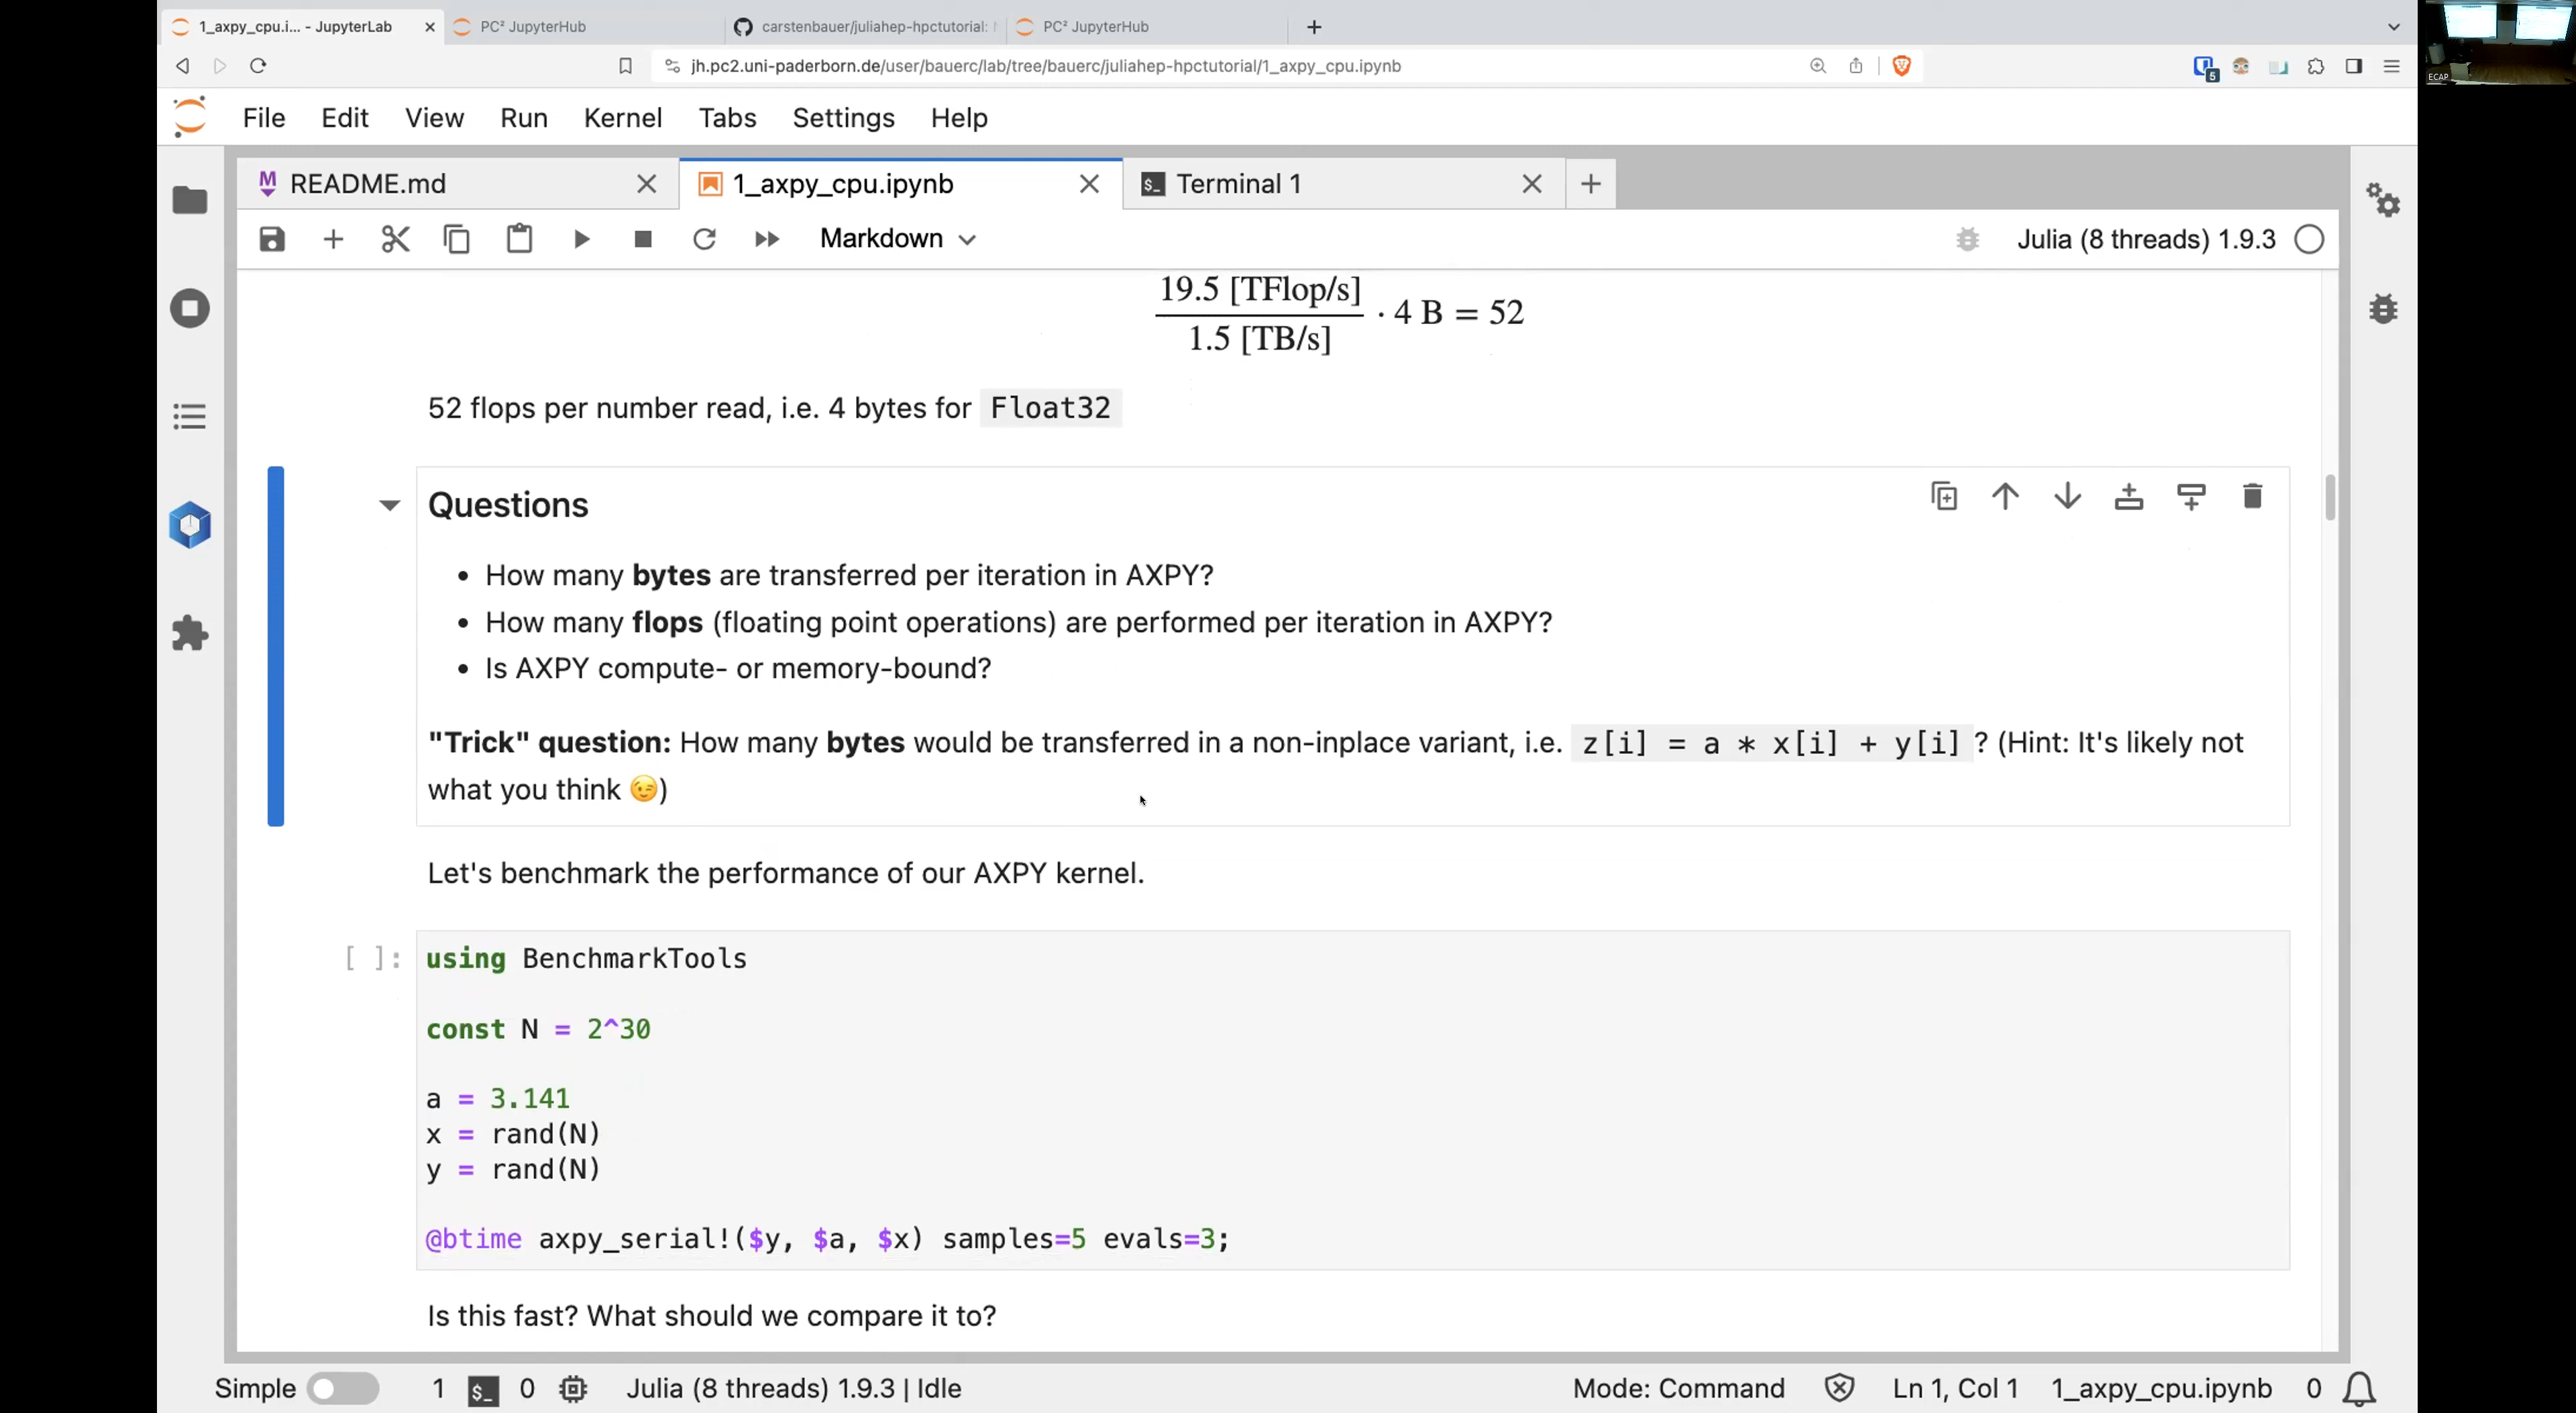 1_axpy_cpu.i... - JupyterLab
PC² JupyterHub
carstenbauer/juliahep-hpctutorial:
PC² JupyterHub
jh.pc2.uni-paderborn.de/user/bauerc/lab/tree/bauerc/juliahep-hpctutorial/1_axpy_cpu.ipynb
5
ECAP
File Edit View Run Kernel Tabs Settings Help
README.md
1_axpy_cpu.ipynb
Terminal 1
Markdown
Julia (8 threads) 1.9.3
19.5 [TFlop/s]
1.5 [TB/s]
· 4 B = 52
52 flops per number read, i.e. 4 bytes for Float32
Questions
• How many bytes are transferred per iteration in AXPY?
• How many flops (floating point operations) are performed per iteration in AXPY?
• Is AXPY compute- or memory-bound?
"Trick" question: How many bytes would be transferred in a non-inplace variant, i.e. z[i] = a * x[i] + y[i] ? (Hint: It's likely not
what you think 😉)
Let's benchmark the performance of our AXPY kernel.
[ ]:
using BenchmarkTools
const N = 2^30
a = 3.141
x = rand(N)
y = rand(N)
@btime axpy_serial!($y, $a, $x) samples=5 evals=3;
Is this fast? What should we compare it to?
Simple 1 $_ 0 Julia (8 threads) 1.9.3 | Idle Mode: Command Ln 1, Col 1 1_axpy_cpu.ipynb 0